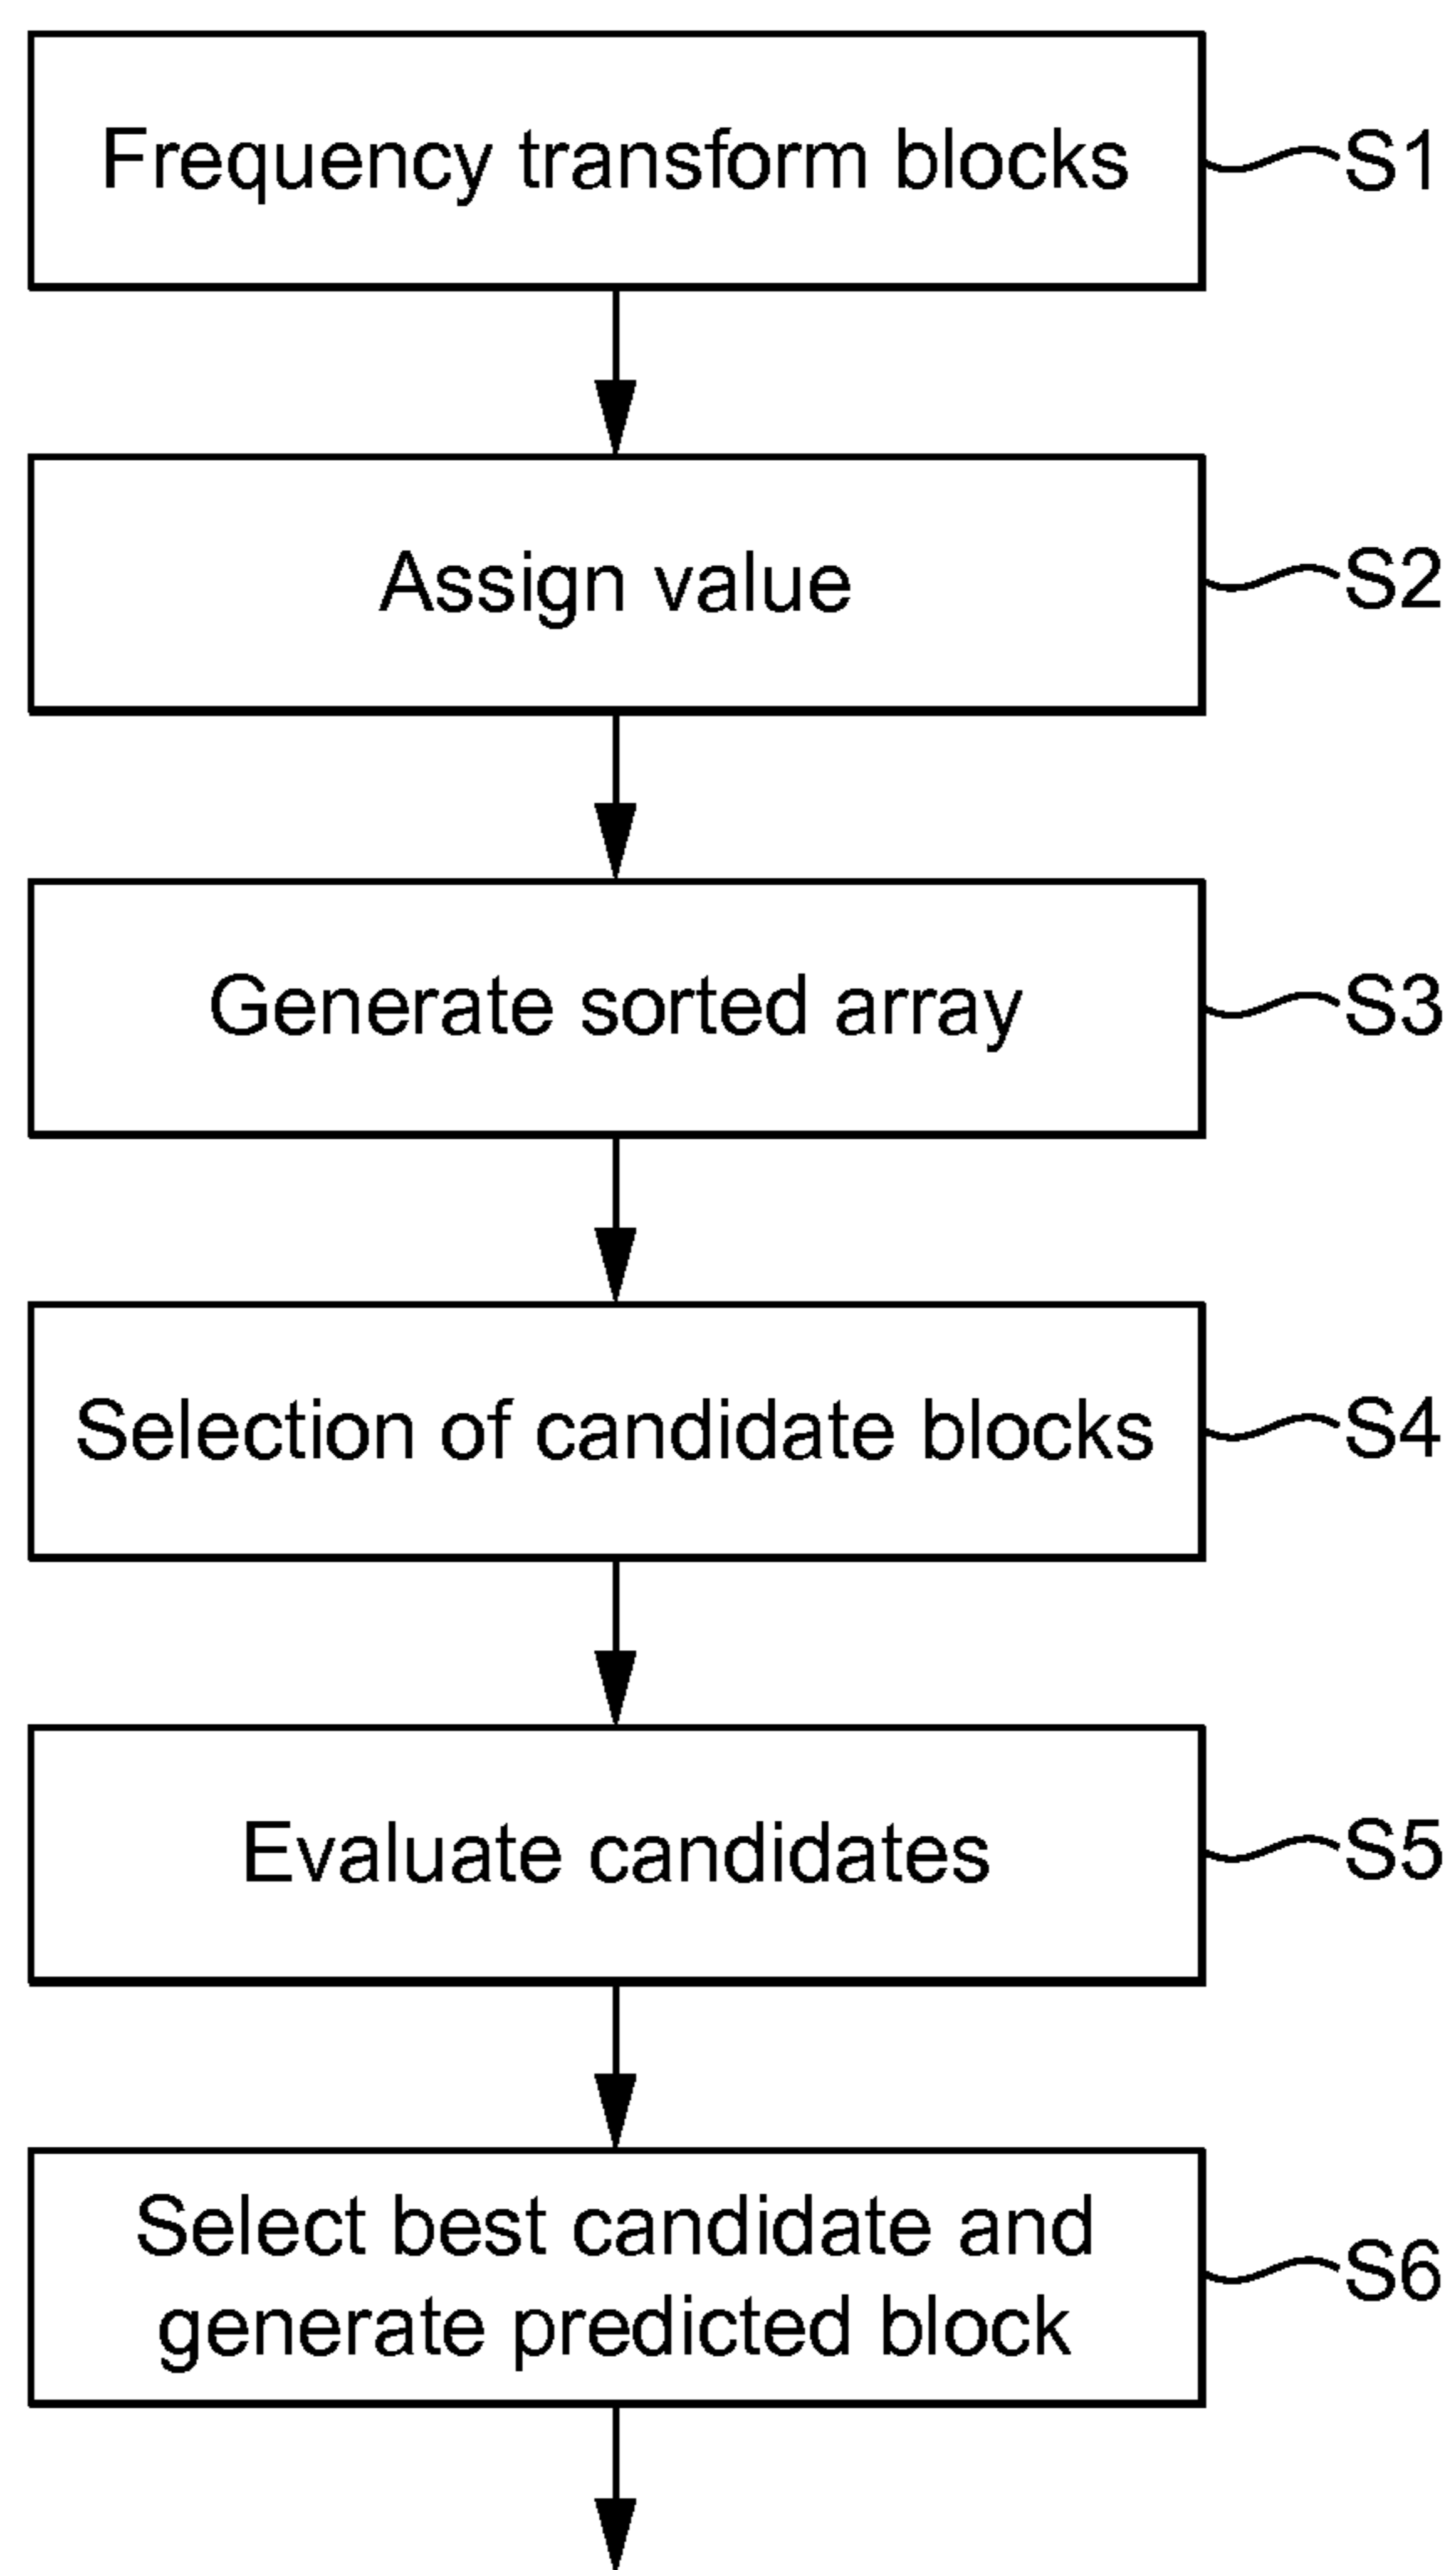 Frequency transform blocks
S1
Assign value
S2
Generate sorted array
S3
Selection of candidate blocks
S4
Evaluate candidates
S5
Select best candidate and
generate predicted block
S6